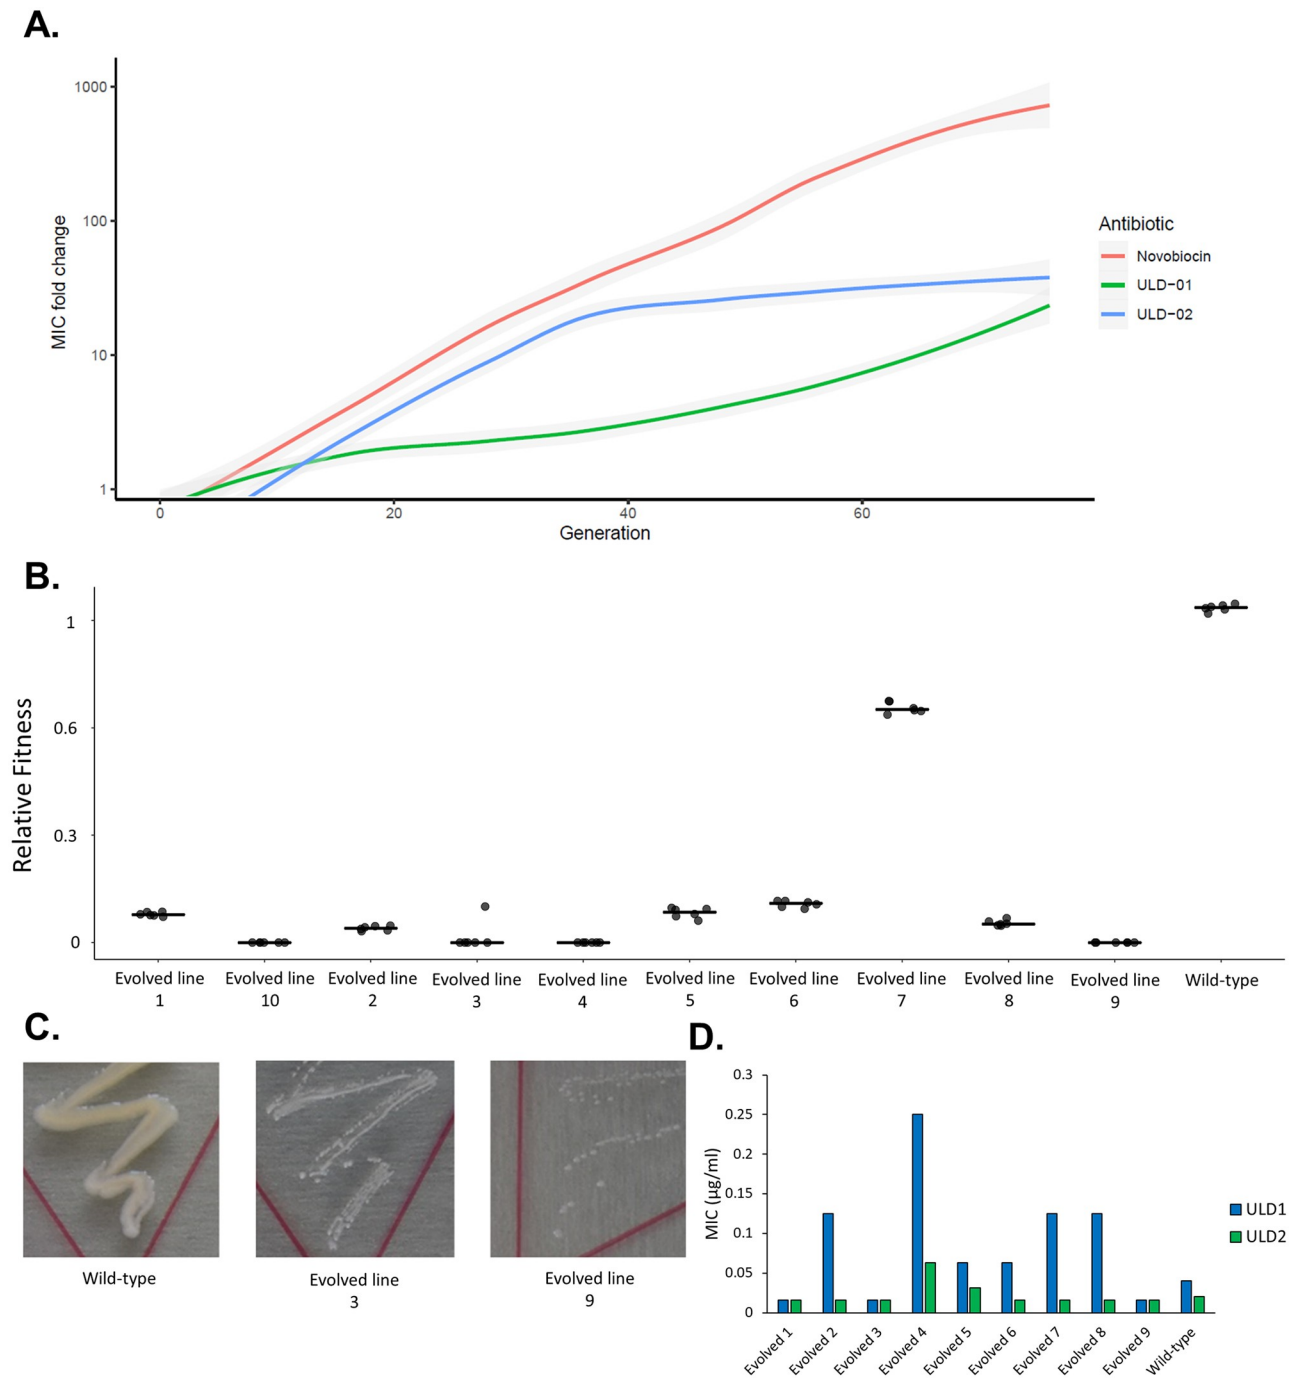 A.
1000
100
10
1
MIC fold change
0
20
40
60
Generation
Antibiotic
Novobiocin
ULD−01
ULD−02
B.
1
0.6
0.3
0
Relative Fitness
Evolved line
1
Evolved line
10
Evolved line
2
Evolved line
3
Evolved line
4
Evolved line
5
Evolved line
6
Evolved line
7
Evolved line
8
Evolved line
9
Wild-type
C.
Wild-type
Evolved line
3
Evolved line
9
D.
0.3
0.25
0.2
0.15
0.1
0.05
0
MIC (µg/ml)
Evolved 1
Evolved 2
Evolved 3
Evolved 4
Evolved 5
Evolved 6
Evolved 7
Evolved 8
Evolved 9
Wild-type
ULD1
ULD2